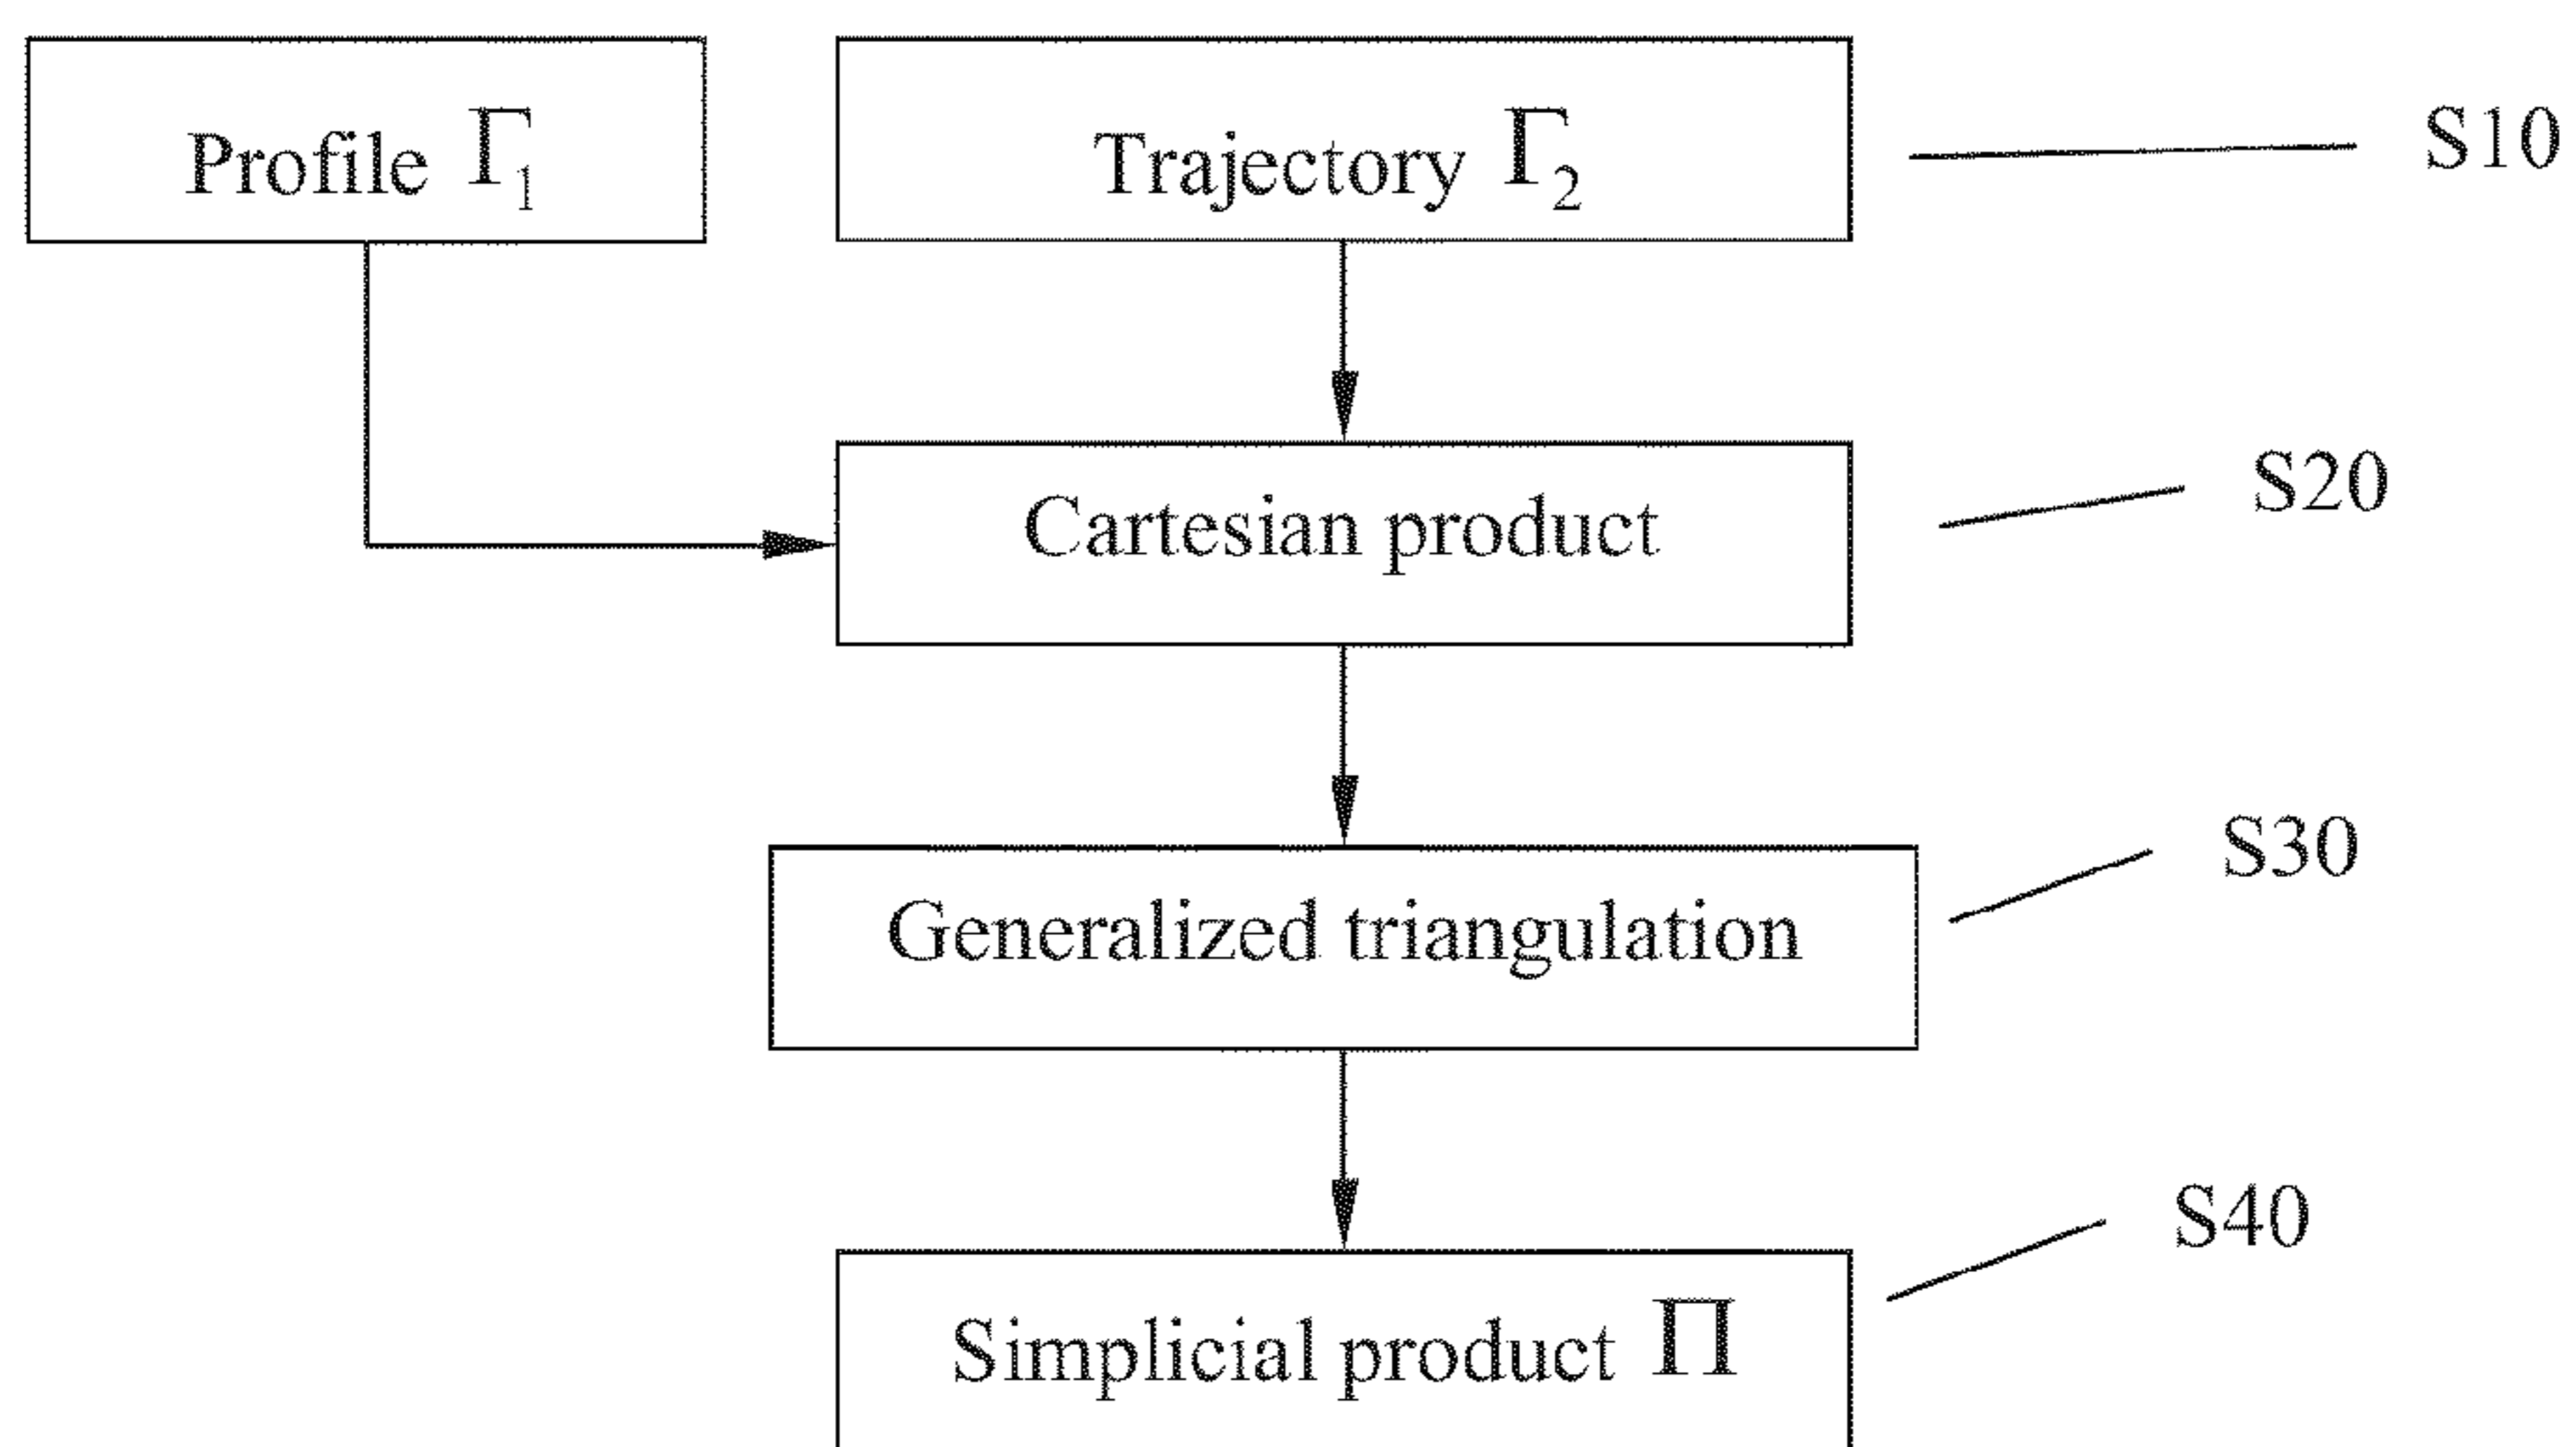 Profile Γ₁
Trajectory Γ₂
S10
Cartesian product
S20
Generalized triangulation
S30
Simplicial product Π
S40